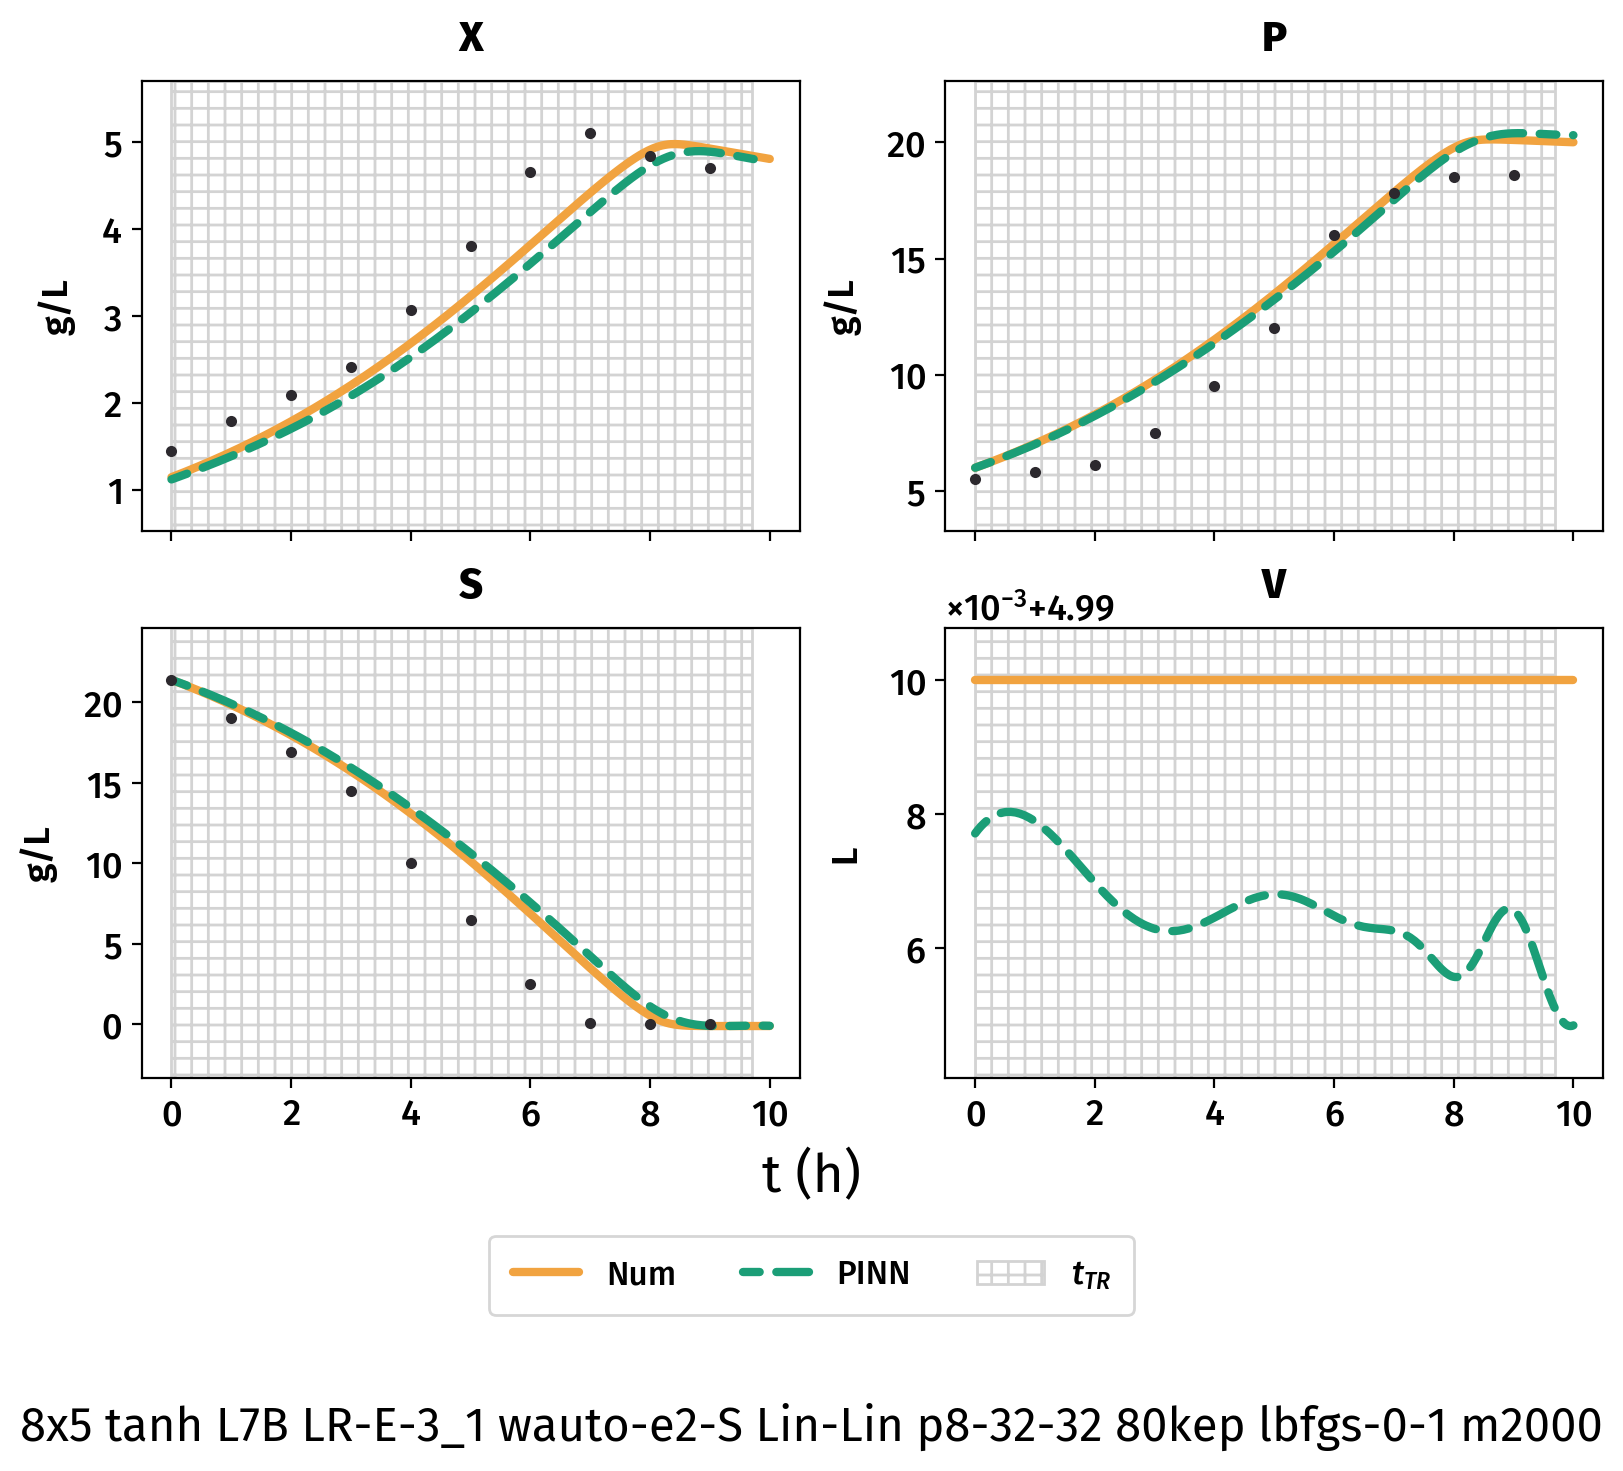 X
P
5
4
3
2
1
g/L
20
15
10
5
g/L
S
V
×10⁻³+4.99
20
15
10
5
0
g/L
10
8
6
L
0 2 4 6 8 10
0 2 4 6 8 10
t (h)
Num PINN t_TR
8x5 tanh L7B LR-E-3_1 wauto-e2-S Lin-Lin p8-32-32 80kep lbfgs-0-1 m2000